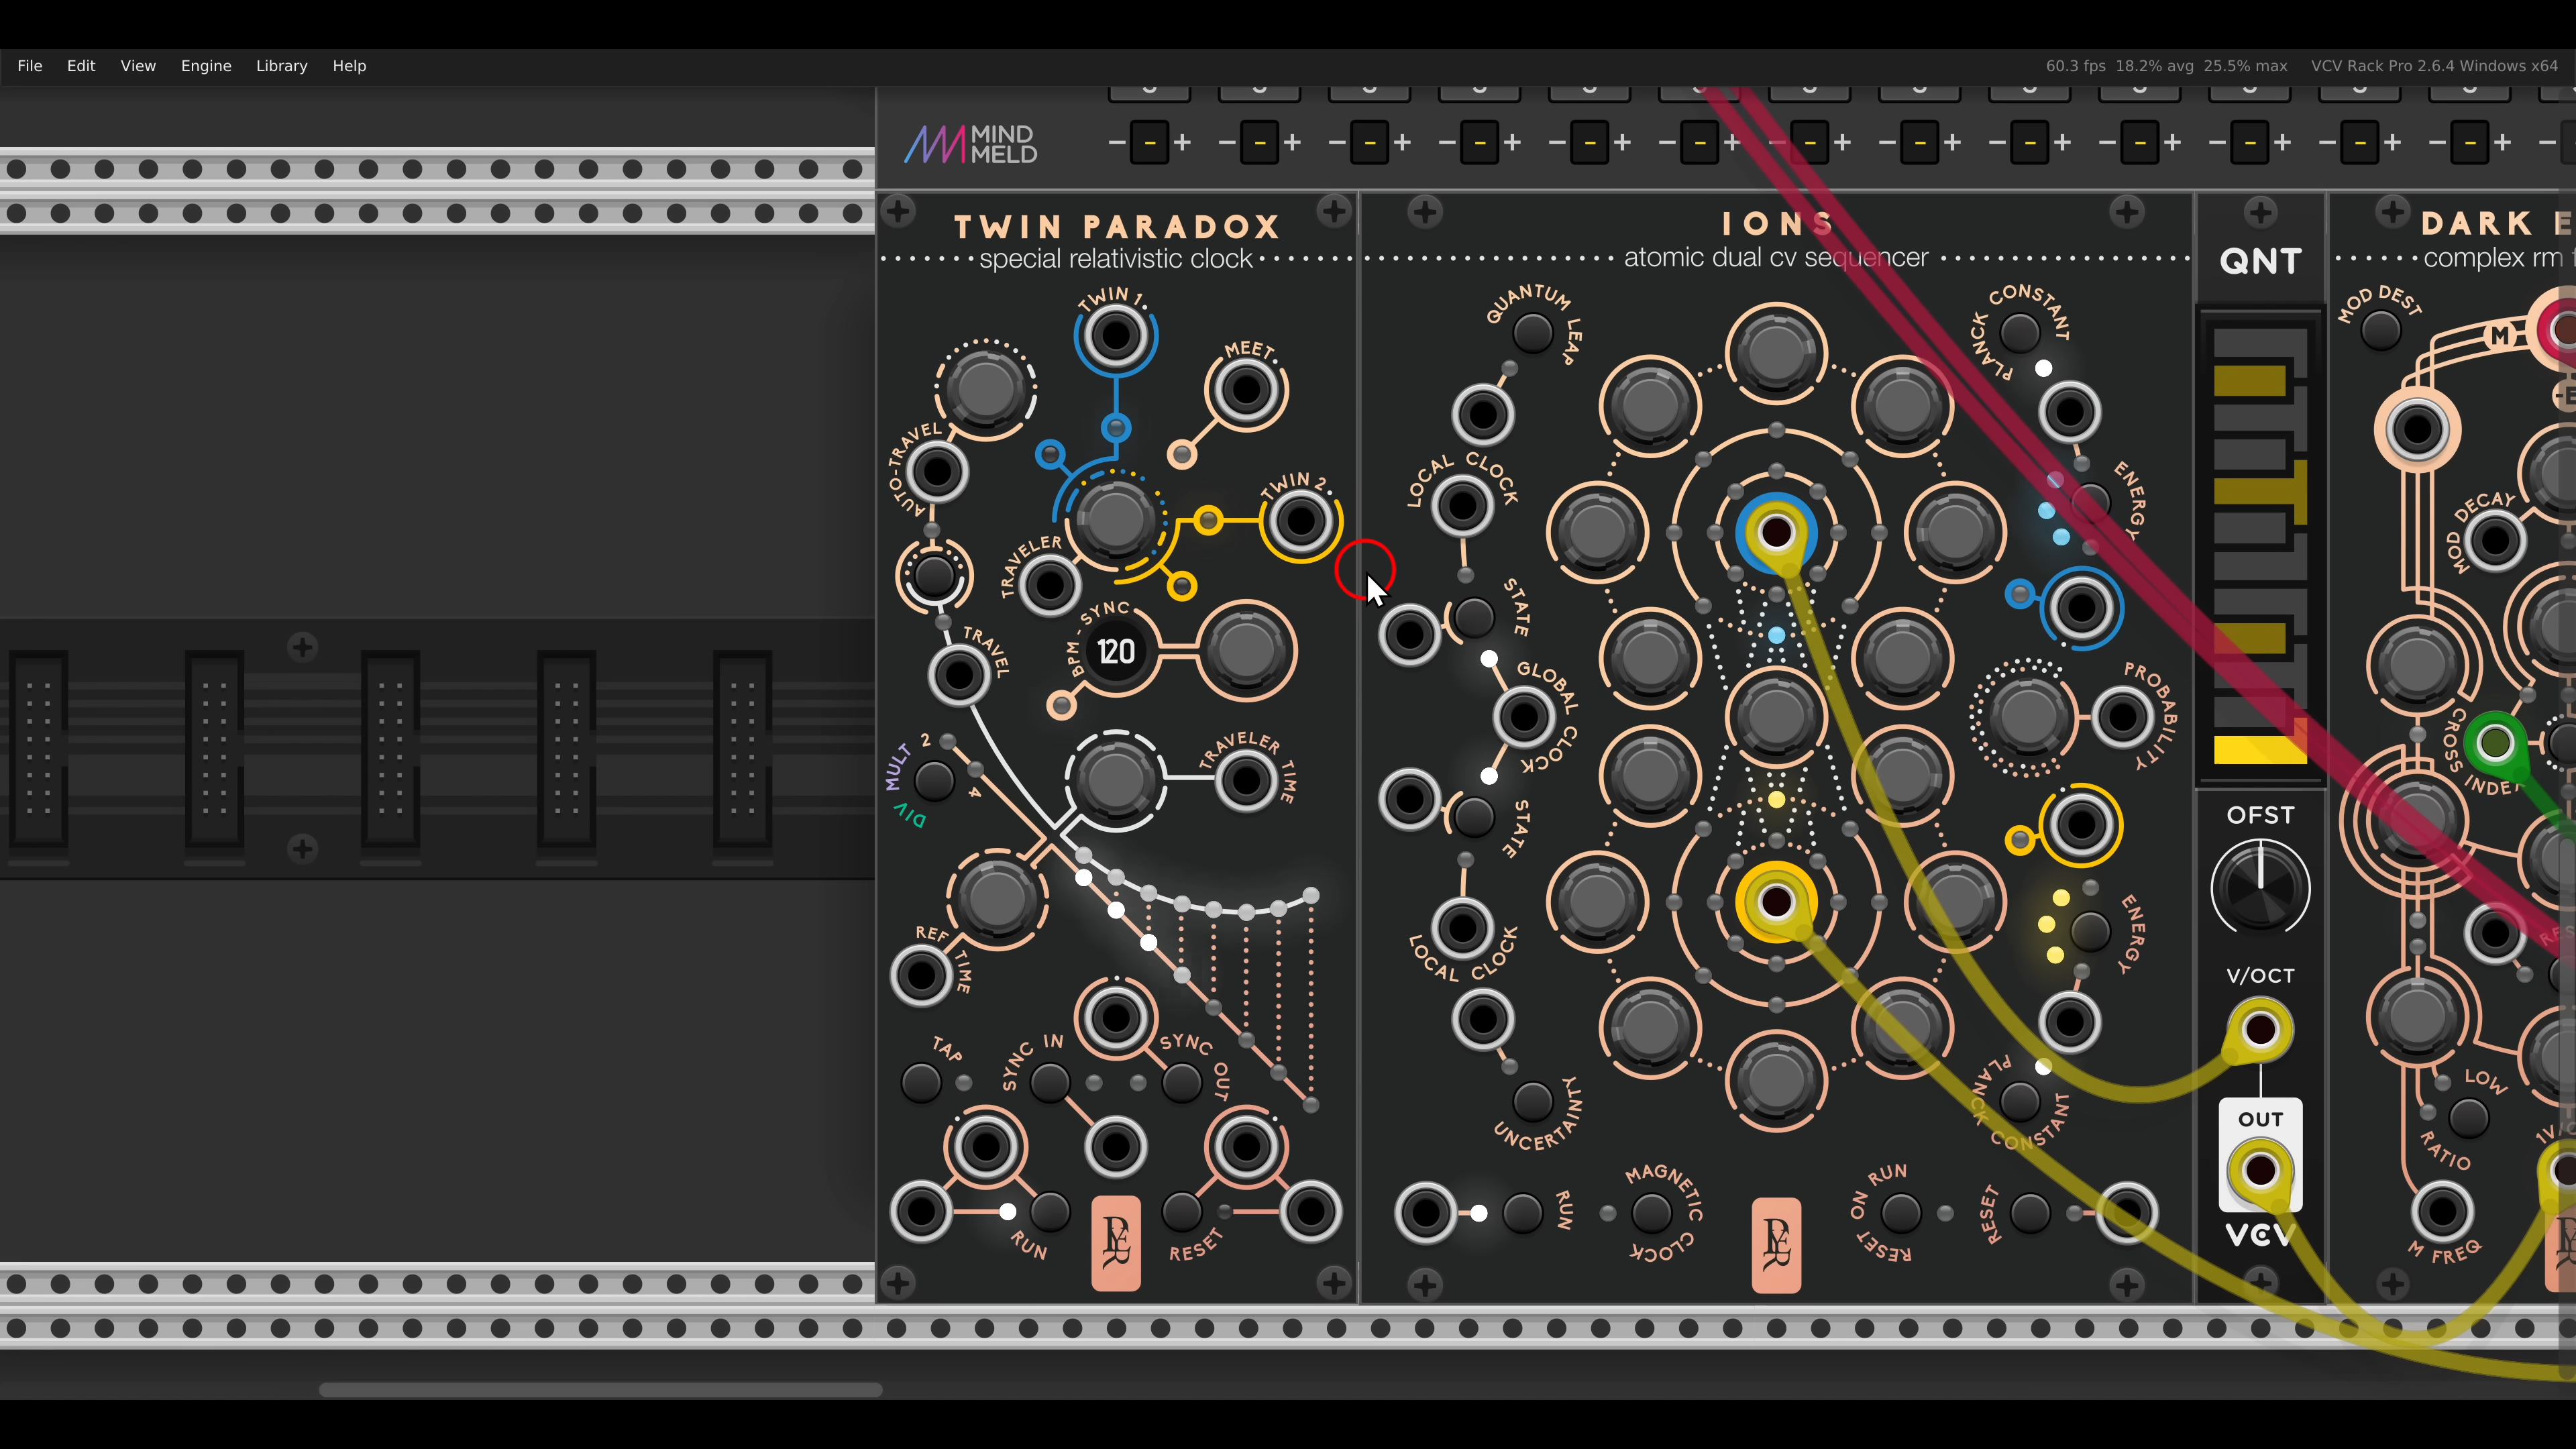 File Edit View Engine Library Help
60.3 fps 18.2% avg 25.5% max VCV Rack Pro 2.6.4 Windows x64
MIND
MELD
TWIN PARADOX
special relativistic clock
TWIN 1
MEET
AUTO-TRAVEL
TWIN 2
TRAVELER
BPM-SYNC
120
TRAVEL
MULT
DIV
2
4
TRAVELER TIME
REF TIME
TAP
SYNC IN
SYNC OUT
RUN
RESET
IONS
atomic dual cv sequencer
QUANTUM LEAP
PLANCK CONSTANT
LOCAL CLOCK
ENERGY
STATE
GLOBAL CLOCK
PROBABILITY
STATE
LOCAL CLOCK
ENERGY
UNCERTAINTY
PLANCK CONSTANT
RUN
MAGNETIC CLOCK
RESET ON RUN
RESET
QNT
OFST
V/OCT
OUT
VCV
DARK E
complex rm
MOD DEST
M
MOD DECAY
CROSS
INDEX
LOW
RATIO
1V/
M FREQ